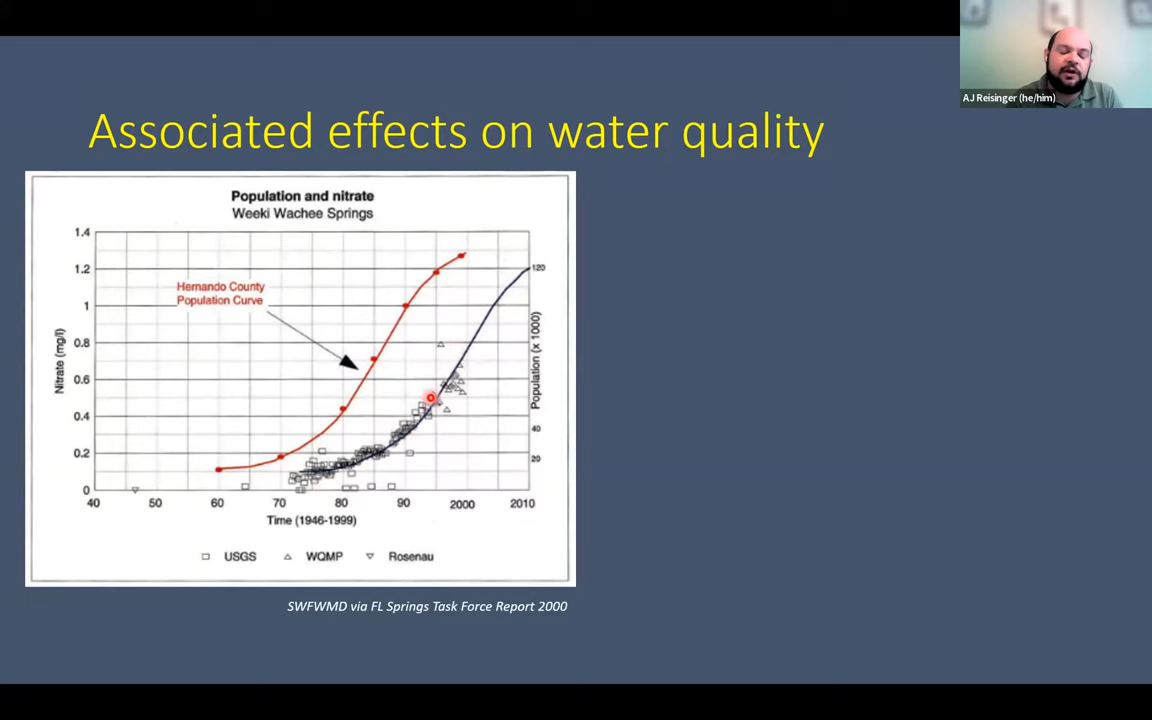 AJ Reisinger (he/him)
Associated effects on water quality
Population and nitrate
Weeki Wachee Springs
1.4
1.2
1
0.8
0.6
0.4
0.2
0
Nitrate (mg/l)
Hernando County
Population Curve
120
40
20
Population (x 1000)
40 50 60 70 80 90 2000 2010
Time (1946-1999)
USGS WQMP Rosenau
SWFWMD via FL Springs Task Force Report 2000